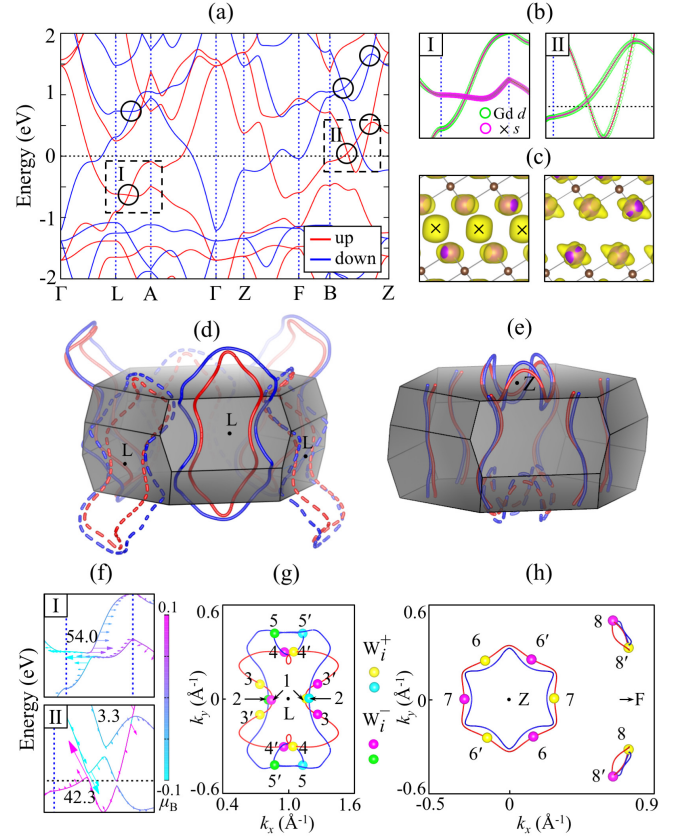 (a)
2
1
0
-1
-2
Energy (eV)
I
II
up
down
Γ L A Γ Z F B Z
(b)
I
II
Gd d
× s
(c)
× × ×
(d)
L
L
L
(e)
Z
(f)
I
54.0
II
3.3
42.3
Energy (eV)
0.1
-0.1
μB
(g)
0.6
0
-0.6
ky (Å-1)
5 5′
4 4′
3 1 3′
2 2
3′ L 3
4′ 4
5′ 5
0.4 1.0 1.6
kx (Å-1)
Wi+
Wi−
(h)
0.6
0
-0.6
ky (Å-1)
6 6′
7 Z 7
6′ 6
8
8′
F
8
8′
-0.5 0 0.9
kx (Å-1)